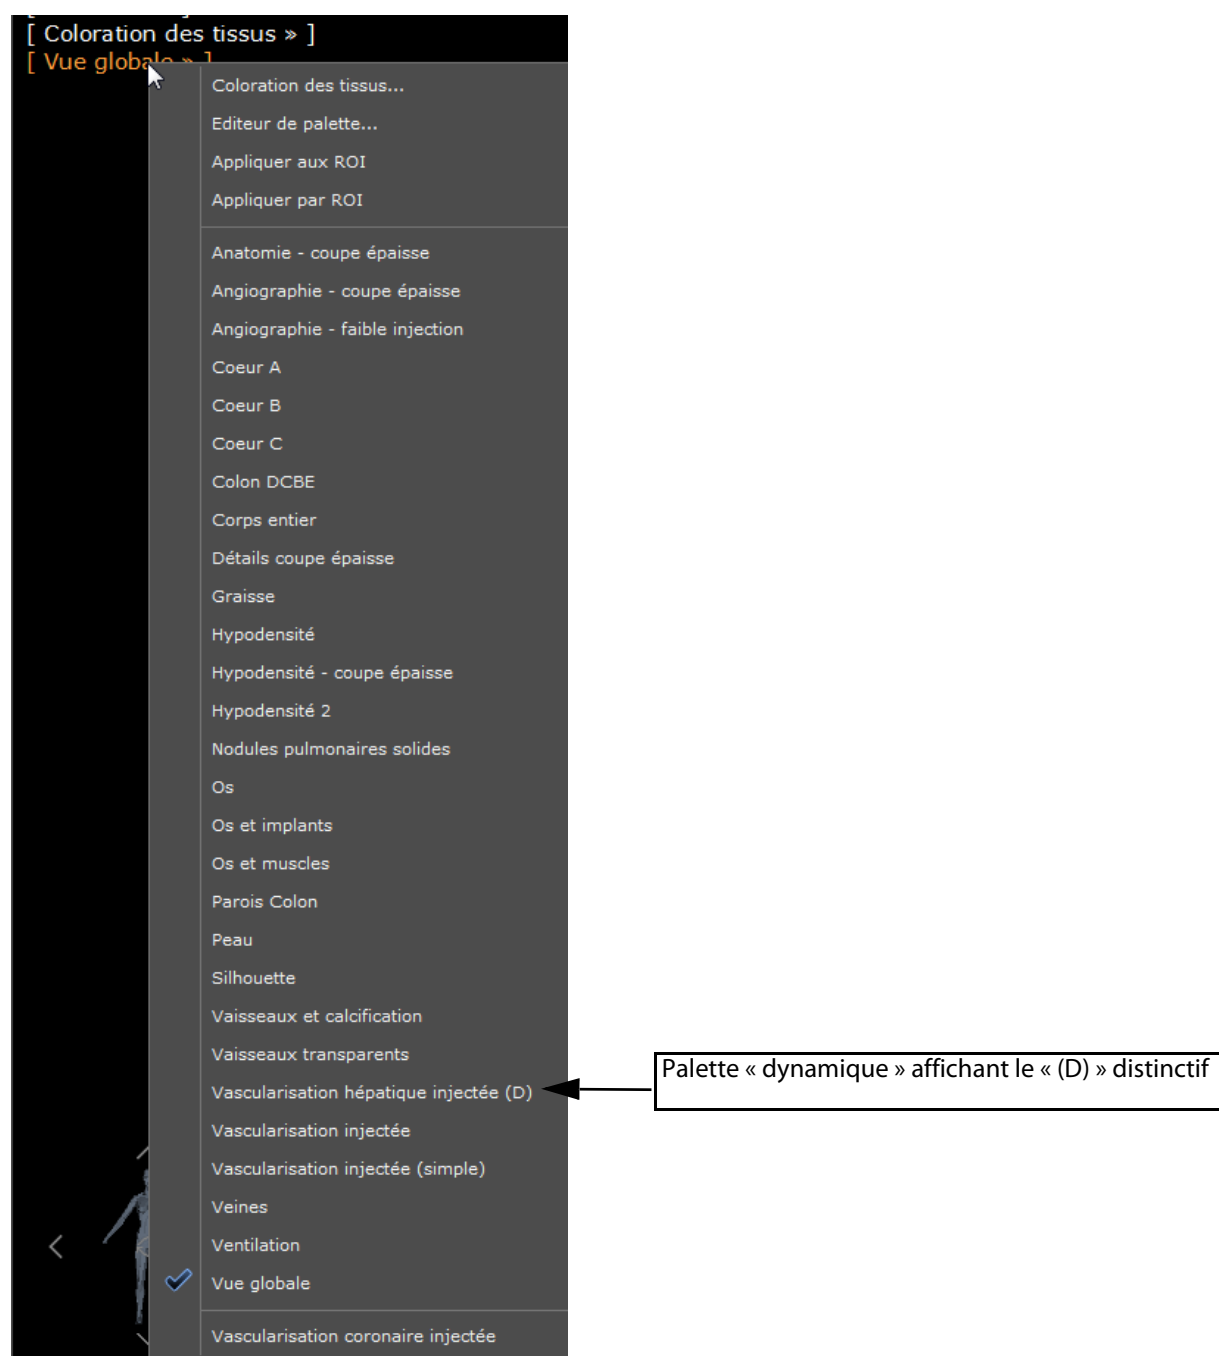 [ Coloration des tissus » ]
[ Vue globale » ]
Coloration des tissus...
Editeur de palette...
Appliquer aux ROI
Appliquer par ROI
Anatomie - coupe épaisse
Angiographie - coupe épaisse
Angiographie - faible injection
Coeur A
Coeur B
Coeur C
Colon DCBE
Corps entier
Détails coupe épaisse
Graisse
Hypodensité
Hypodensité - coupe épaisse
Hypodensité 2
Nodules pulmonaires solides
Os
Os et implants
Os et muscles
Parois Colon
Peau
Silhouette
Vaisseaux et calcification
Vaisseaux transparents
Vascularisation hépatique injectée (D)
Palette « dynamique » affichant le « (D) » distinctif
Vascularisation injectée
Vascularisation injectée (simple)
Veines
Ventilation
Vue globale
Vascularisation coronaire injectée